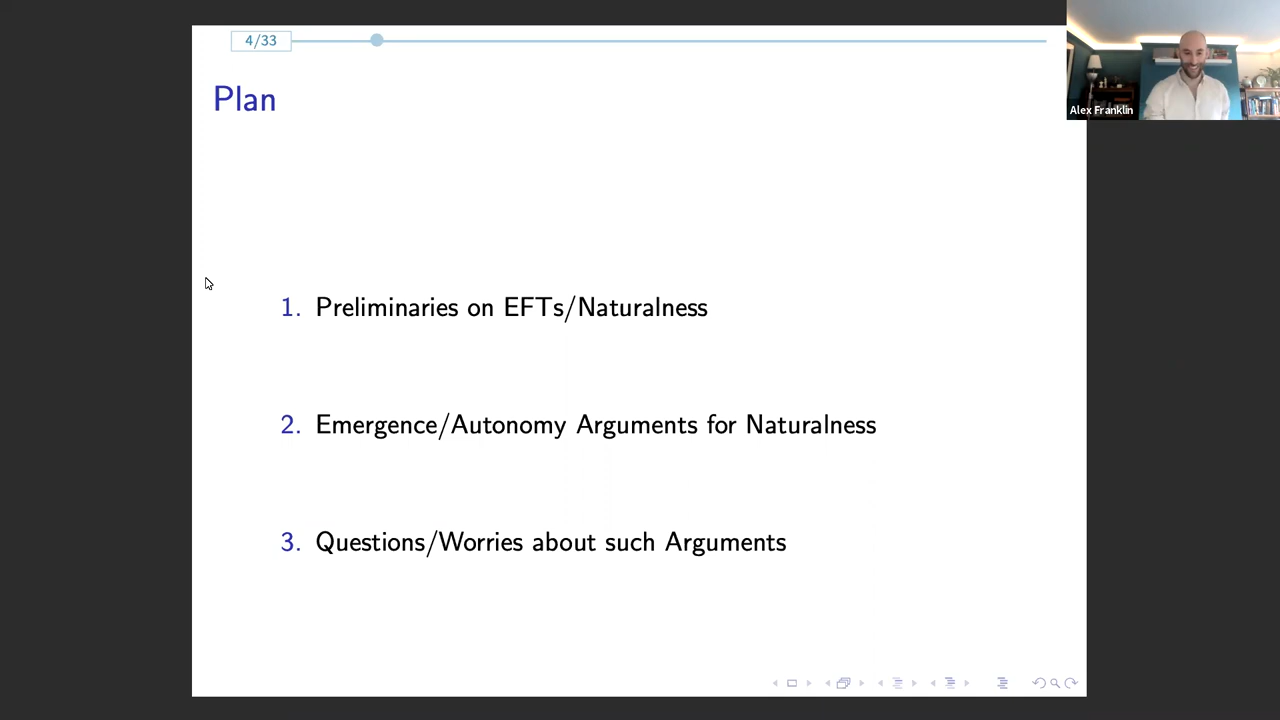 4/33
Alex Franklin
Plan
1. Preliminaries on EFTs/Naturalness
2. Emergence/Autonomy Arguments for Naturalness
3. Questions/Worries about such Arguments